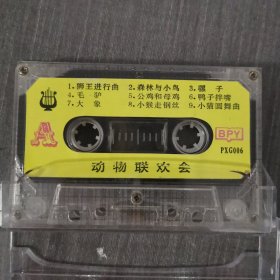 1.狮王进行曲 2.森林与小鸟 3.骡 子
4.毛 驴 5.公鸡和母鸡 6.鸭子拌嘴
7.大 象 8.小猴走钢丝 9.小猫圆舞曲
BPY
PXG006
动物联欢会